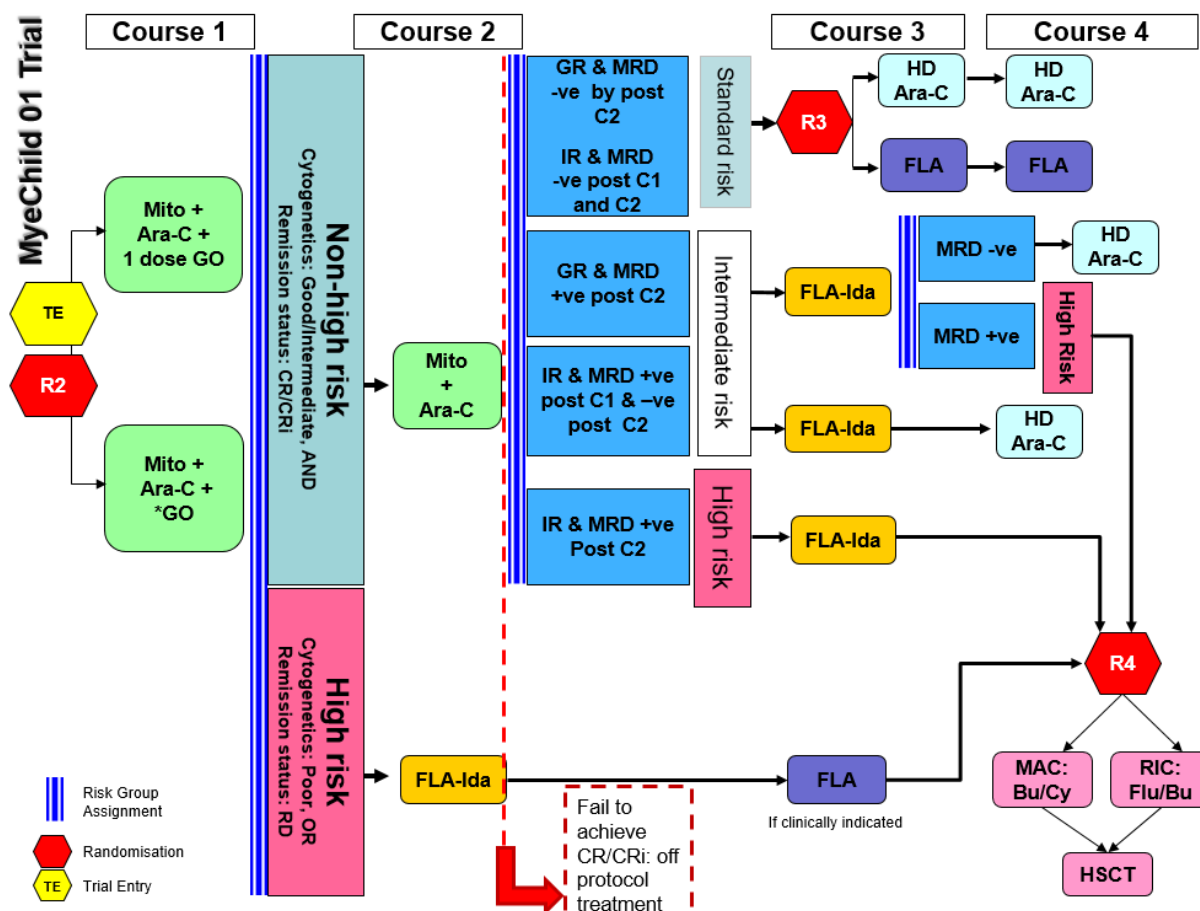 MyeChild 01 Trial
Course 1
Course 2
Course 3
Course 4
TE
R2
Mito +
Ara-C +
1 dose GO
Mito +
Ara-C +
*GO
Non-high risk
Cytogenetics: Good/Intermediate, AND
Remission status: CR/CRi
High risk
Cytogenetics: Poor, OR
Remission status: RD
Mito
+
Ara-C
FLA-Ida
GR & MRD
-ve by post
C2
IR & MRD
-ve post C1
and C2
Standard risk
R3
HD
Ara-C
HD
Ara-C
FLA
FLA
GR & MRD
+ve post C2
IR & MRD +ve
post C1 & –ve
post C2
Intermediate risk
FLA-Ida
MRD -ve
HD
Ara-C
MRD +ve
High Risk
FLA-Ida
HD
Ara-C
IR & MRD +ve
Post C2
High risk
FLA-Ida
R4
FLA
If clinically indicated
MAC:
Bu/Cy
RIC:
Flu/Bu
HSCT
Fail to
achieve
CR/CRi: off
protocol
treatment
Risk Group
Assignment
Randomisation
TE
Trial Entry